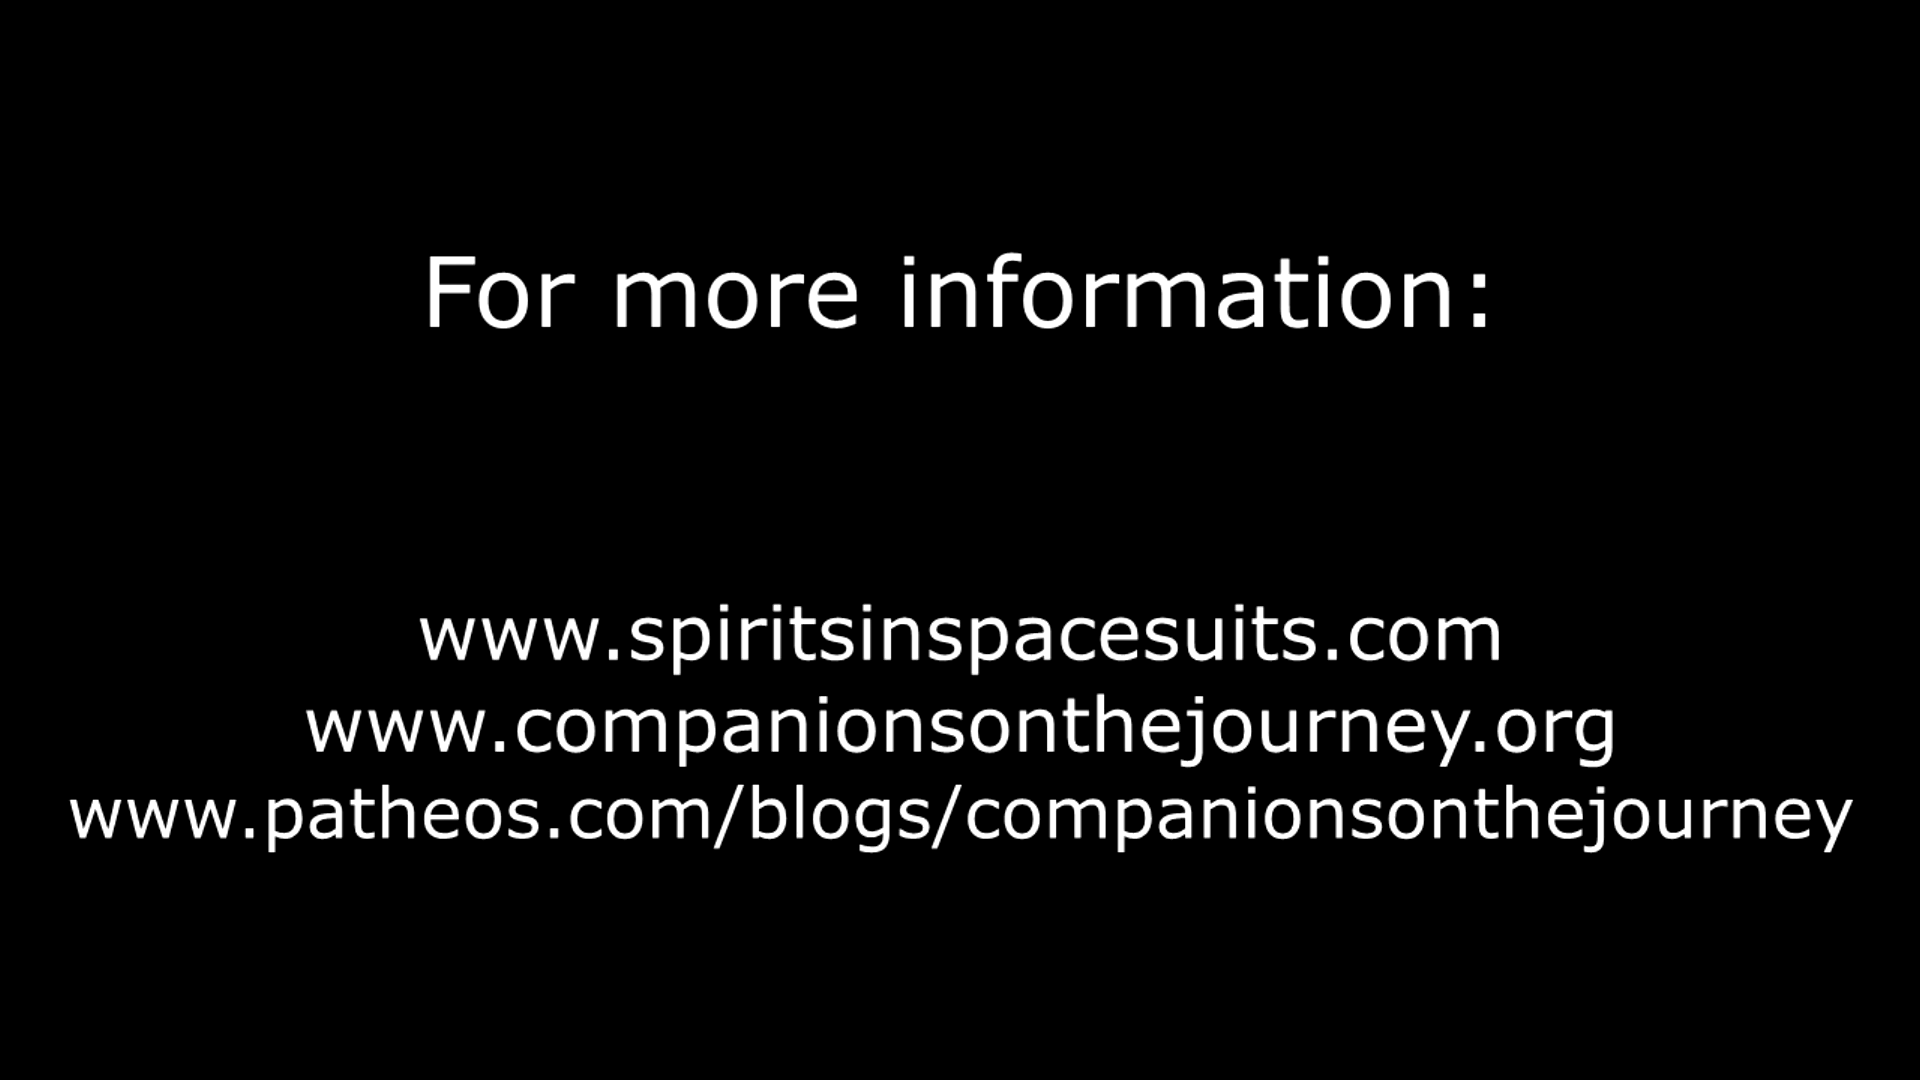 For more information:
www.spiritsinspacesuits.com
www.companionsonthejourney.org
www.patheos.com/blogs/companionsonthejourney